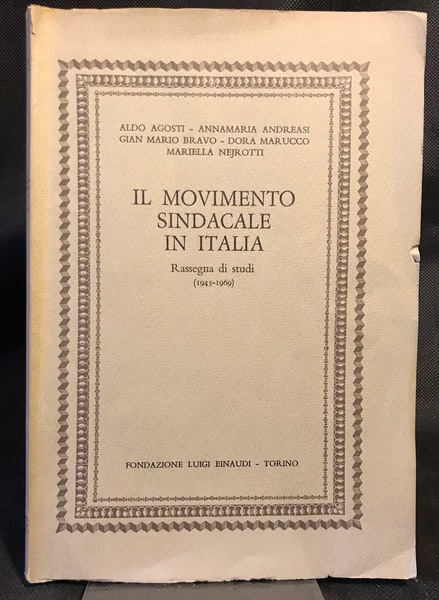 ALDO AGOSTI - ANNAMARIA ANDREASI
GIAN MARIO BRAVO - DORA MARUCCO
MARIELLA NEJROTTI
IL MOVIMENTO
SINDACALE
IN ITALIA
Rassegna di studi
(1945-1969)
FONDAZIONE LUIGI EINAUDI - TORINO